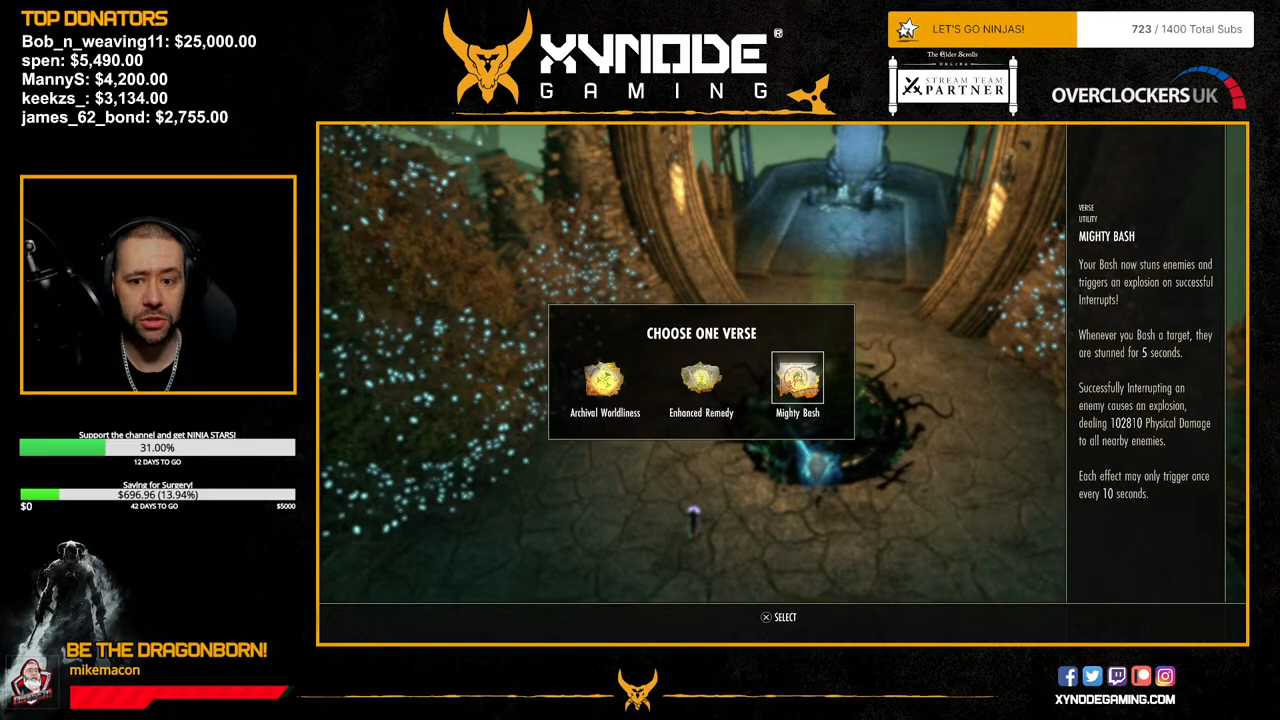 TOP DONATORS
Bob_n_weaving11: $25,000.00
spen: $5,490.00
MannyS: $4,200.00
keekzs_: $3,134.00
james_62_bond: $2,755.00
XYNODE®
GAMING
LET'S GO NINJAS!
723 / 1400 Total Subs
The Elder Scrolls
ONLINE
STREAM TEAM
PARTNER
OVERCLOCKERS UK
VERSE
UTILITY
MIGHTY BASH
Your Bash now stuns enemies and
triggers an explosion on successful
Interrupts!
Whenever you Bash a target, they
are stunned for 5 seconds.
Successfully Interrupting an
enemy causes an explosion,
dealing 102810 Physical Damage
to all nearby enemies.
Each effect may only trigger once
every 10 seconds.
CHOOSE ONE VERSE
Archival Worldliness
Enhanced Remedy
Mighty Bash
SELECT
Support the channel and get NINJA STARS!
31.00%
12 DAYS TO GO
Saving for Surgery!
$696.96 (13.94%)
$0
42 DAYS TO GO
$5000
BE THE DRAGONBORN!
mikemacon
XYNODEGAMING.COM